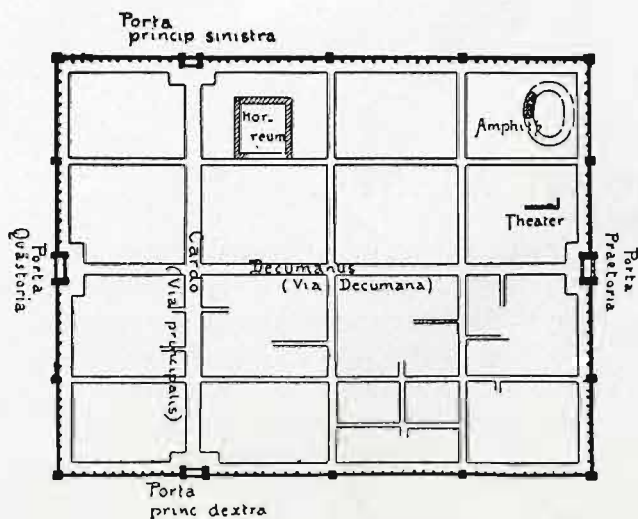 Porta
princip sinistra
Hor-
reum
Amphith
Theater
Porta
Quästoria
Cardo
(Via principalis)
Decumanus
(Via Decumana)
Porta
Praetoria
Porta
princ dextra